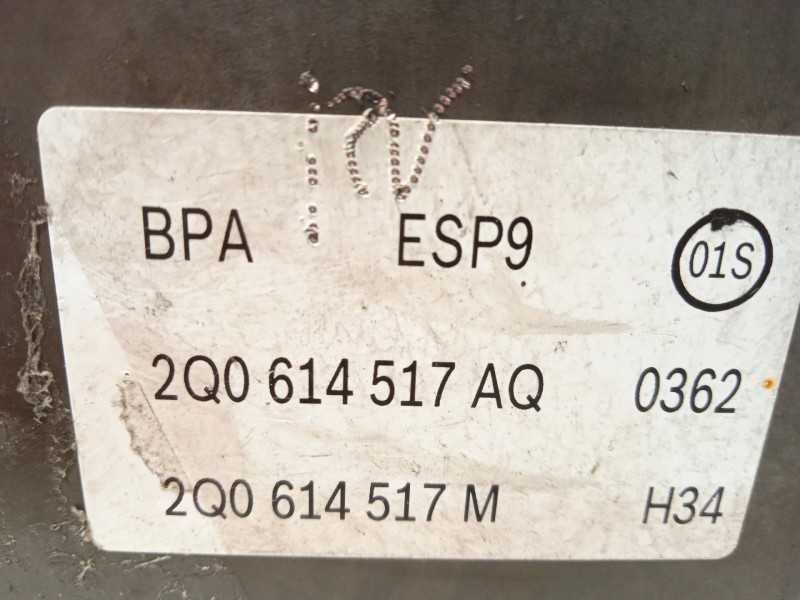 BPA ESP9 01S
2Q0 614 517 AQ 0362
2Q0 614 517 M H34